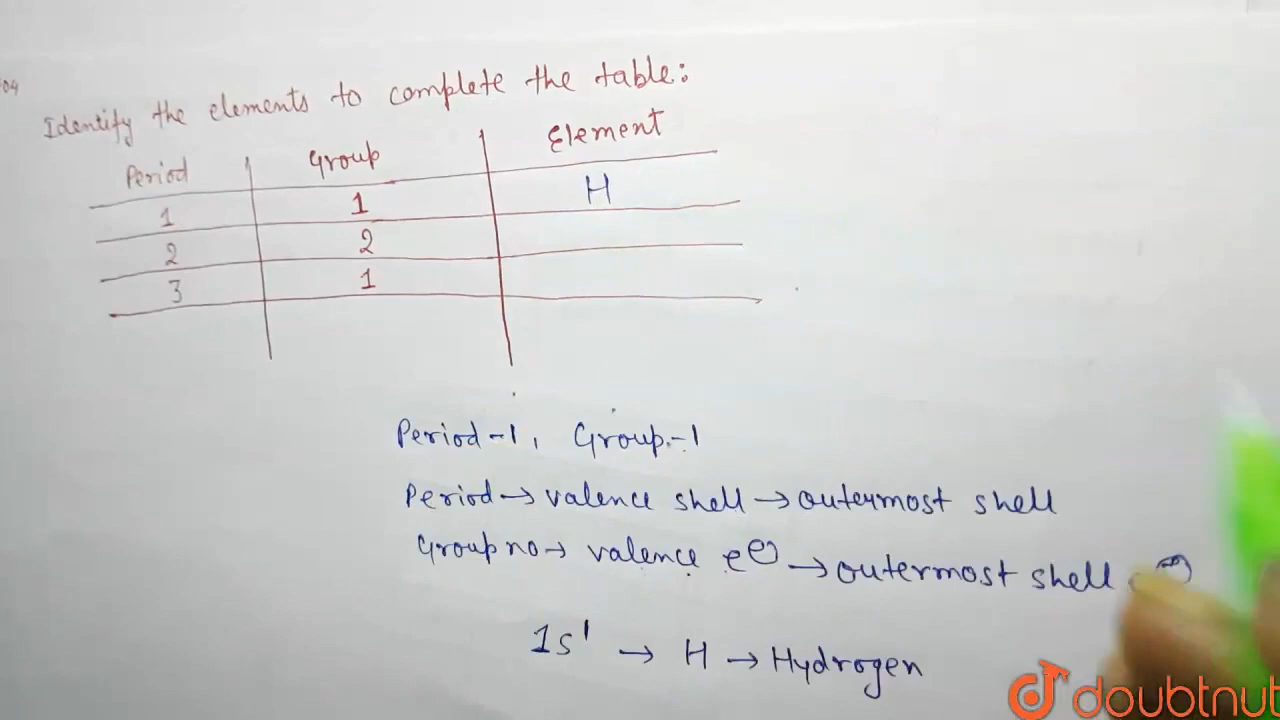 04
Identify the elements to complete the table:
Period Group Element
1 1 H
2 2
3 1
Period-1, Group-1
Period → valence shell → outermost shell
Group no → valence e⊖ → outermost shell
1s¹ → H → Hydrogen
doubtnut